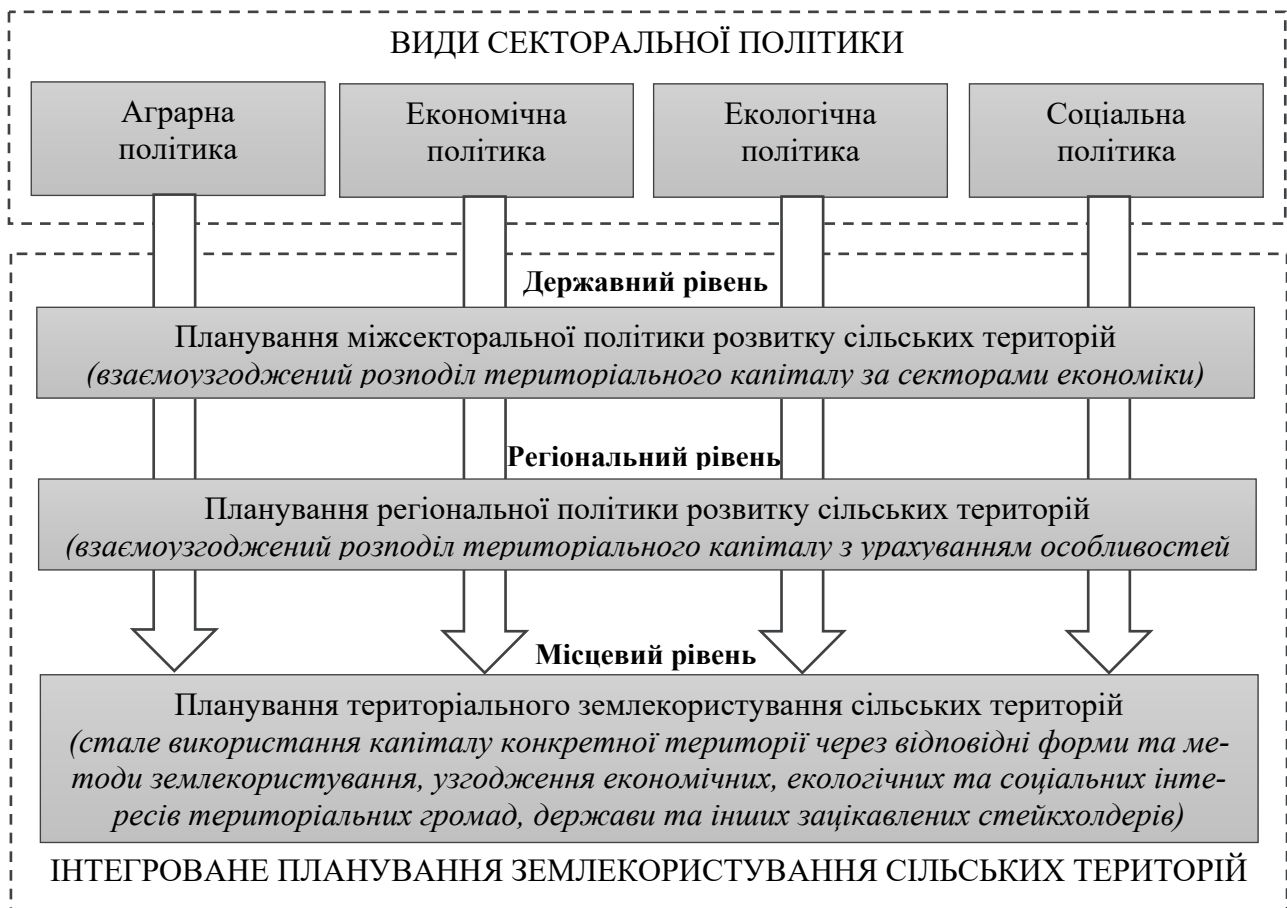 ВИДИ СЕКТОРАЛЬНОЇ ПОЛІТИКИ
Аграрна
політика
Економічна
політика
Екологічна
політика
Соціальна
політика
Державний рівень
Планування міжсекторальної політики розвитку сільських територій
(взаємоузгоджений розподіл територіального капіталу за секторами економіки)
Регіональний рівень
Планування регіональної політики розвитку сільських територій
(взаємоузгоджений розподіл територіального капіталу з урахуванням особливостей
Місцевий рівень
Планування територіального землекористування сільських територій
(стале використання капіталу конкретної території через відповідні форми та ме-
тоди землекористування, узгодження економічних, екологічних та соціальних інте-
ресів територіальних громад, держави та інших зацікавлених стейкхолдерів)
ІНТЕГРОВАНЕ ПЛАНУВАННЯ ЗЕМЛЕКОРИСТУВАННЯ СІЛЬСЬКИХ ТЕРИТОРІЙ